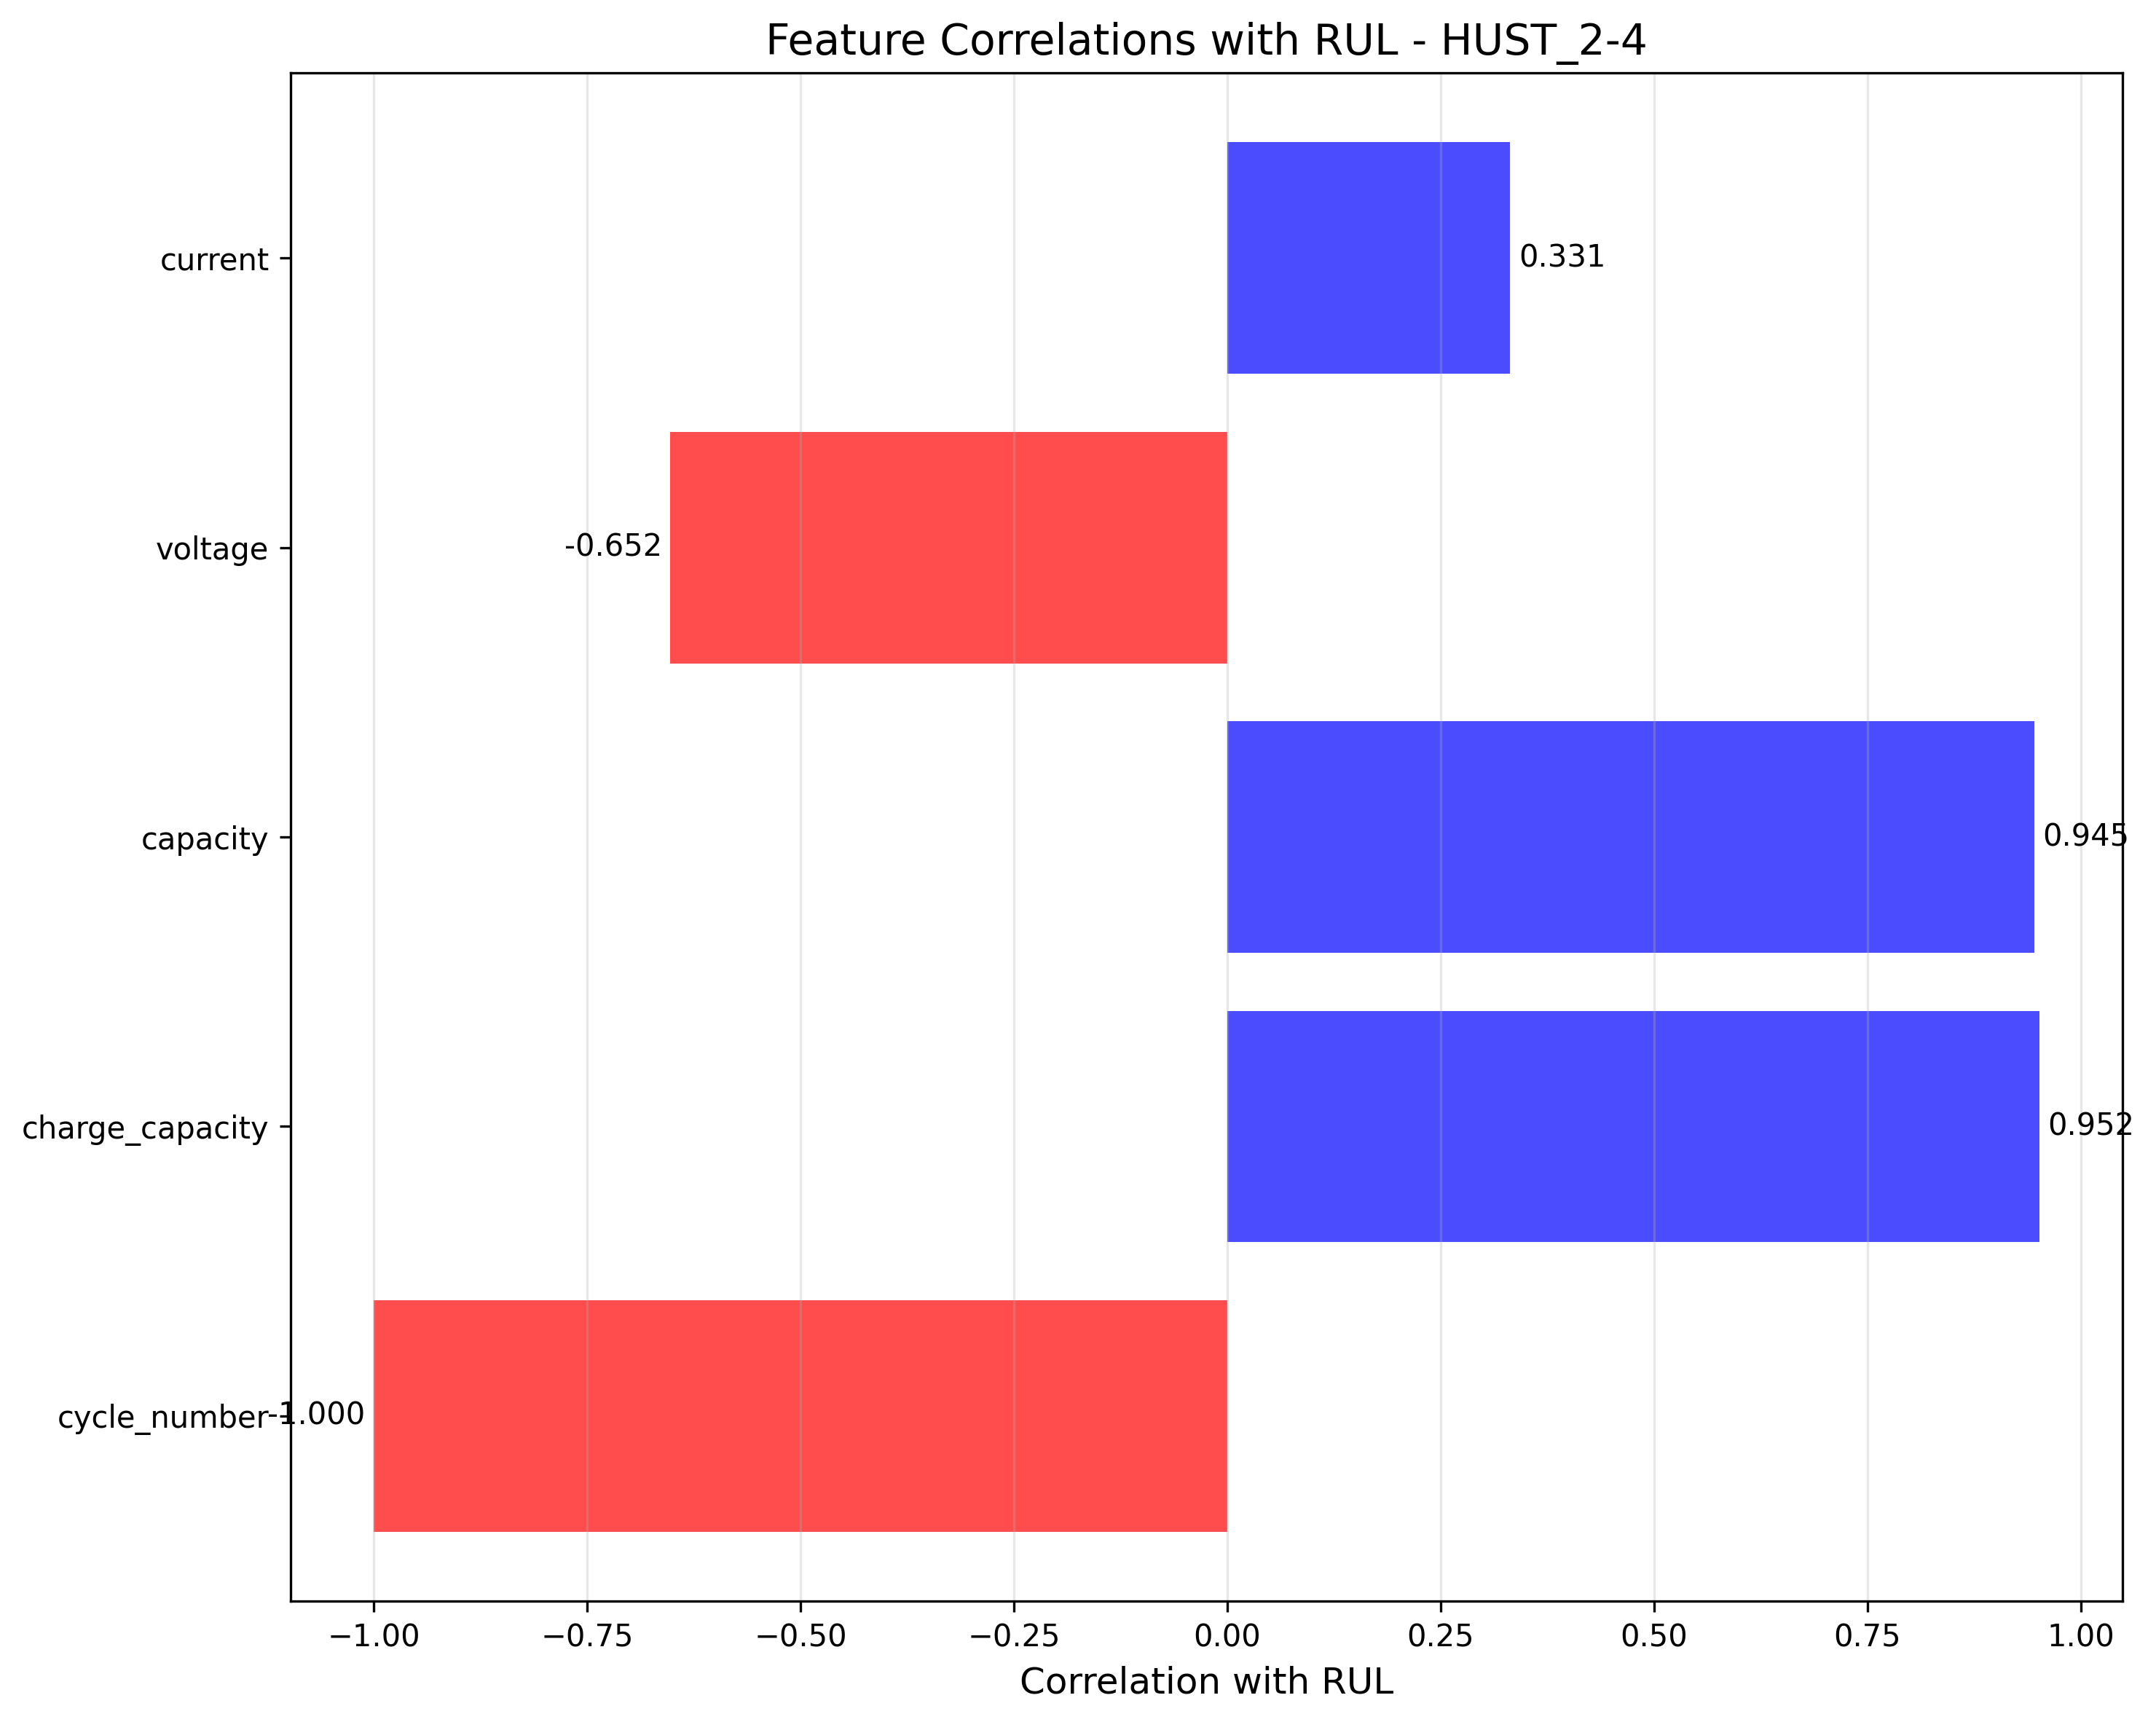 Feature Correlations with RUL - HUST_2-4
current
0.331
voltage
-0.652
capacity
0.945
charge_capacity
0.952
cycle_number
-1.000
−1.00
−0.75
−0.50
−0.25
0.00
0.25
0.50
0.75
1.00
Correlation with RUL